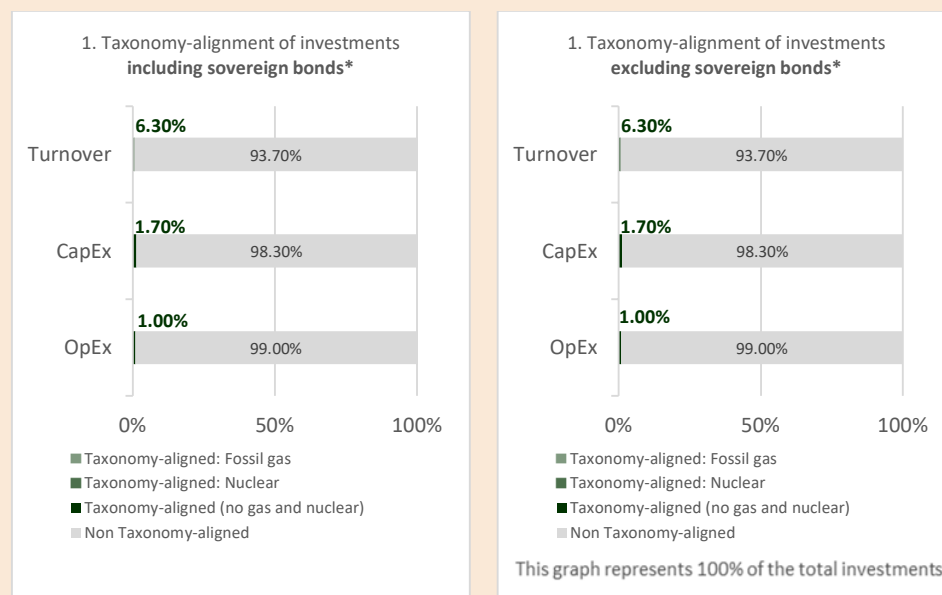 1. Taxonomy-alignment of investments
including sovereign bonds*
6.30%
Turnover 93.70%
1.70%
CapEx 98.30%
1.00%
OpEx 99.00%
0% 50% 100%
Taxonomy-aligned: Fossil gas
Taxonomy-aligned: Nuclear
Taxonomy-aligned (no gas and nuclear)
Non Taxonomy-aligned
1. Taxonomy-alignment of investments
excluding sovereign bonds*
6.30%
Turnover 93.70%
1.70%
CapEx 98.30%
1.00%
OpEx 99.00%
0% 50% 100%
Taxonomy-aligned: Fossil gas
Taxonomy-aligned: Nuclear
Taxonomy-aligned (no gas and nuclear)
Non Taxonomy-aligned
This graph represents 100% of the total investments